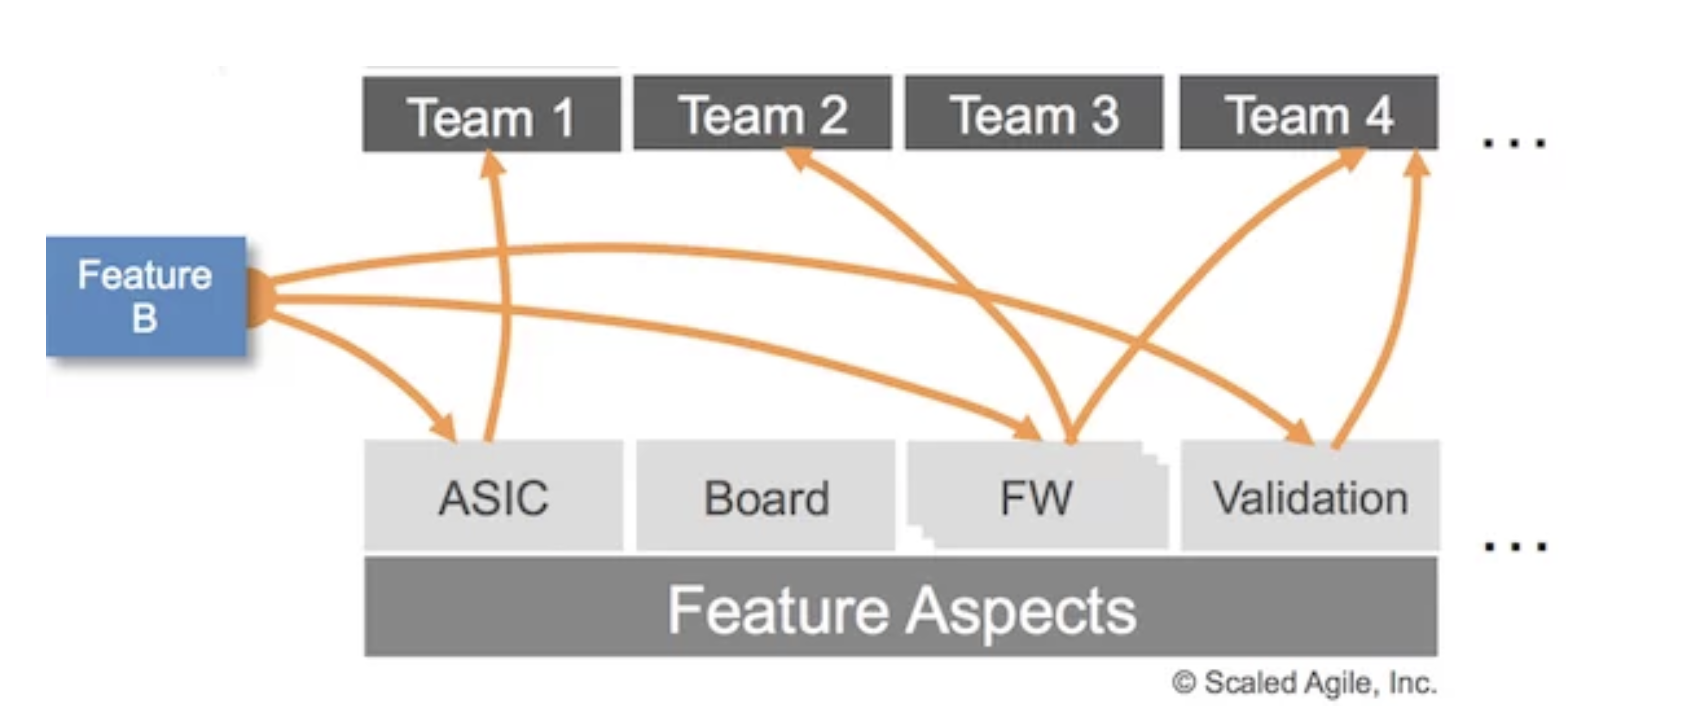 Team 1
Team 2
Team 3
Team 4
...
Feature
B
ASIC
Board
FW
Validation
...
Feature Aspects
© Scaled Agile, Inc.